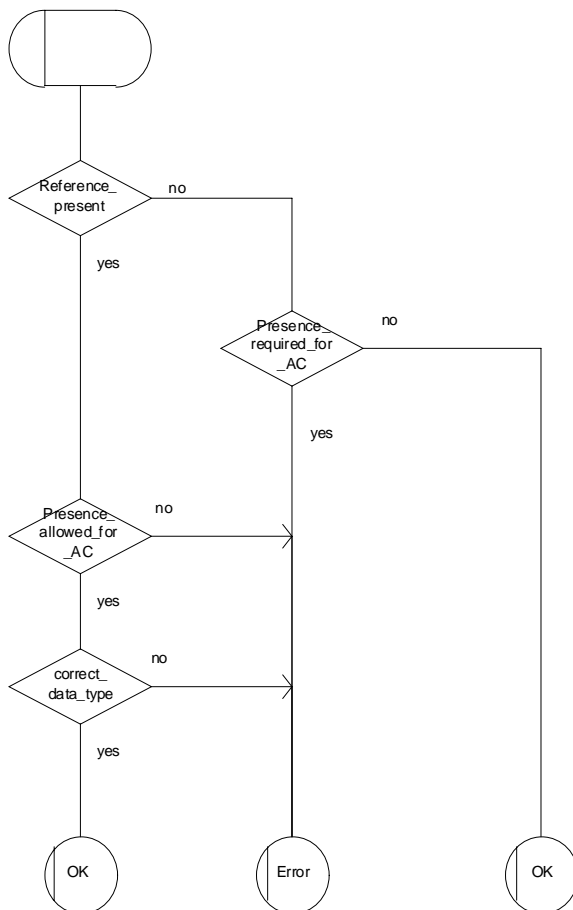 Reference_
present
no
yes
Presence_
required_for
_AC
no
yes
Presence_
allowed_for
_AC
no
yes
correct_
data_type
no
yes
OK
Error
OK